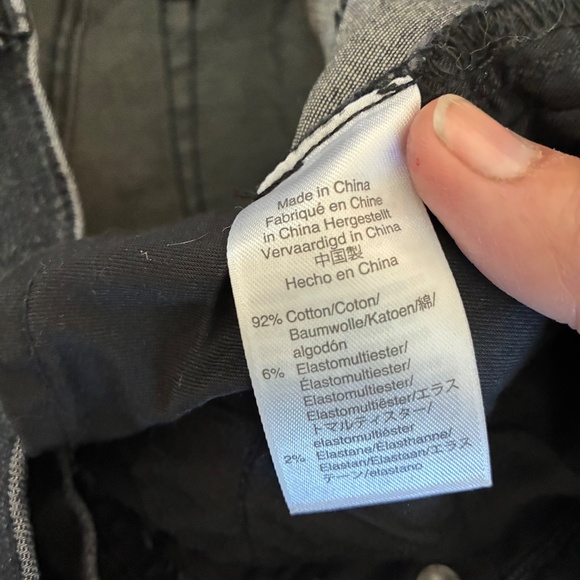 Made in China
Fabriqué en Chine
in China Hergestellt
Vervaardigd in China
中国製
Hecho en China
92% Cotton/Coton/
Baumwolle/Katoen/綿/
algodón
6% Elastomultiester/
Élastomultiester/
Elastomultiester/
Elastomultiëster/エラス
トマルティスター/
elastomultiéster
2% Elastane/Élasthanne/
Elastan/Elastaan/エラス
テーン/elastano